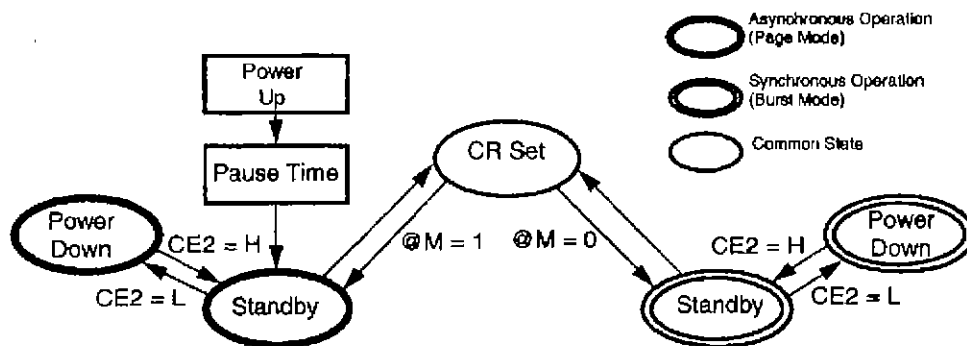 Asynchronous Operation
(Page Mode)
Synchronous Operation
(Burst Mode)
Common State
Power
Up
Pause Time
CR Set
Power
Down
CE2 = H
CE2 = L
Standby
@M = 1
@M = 0
Standby
Power
Down
CE2 = H
CE2 = L